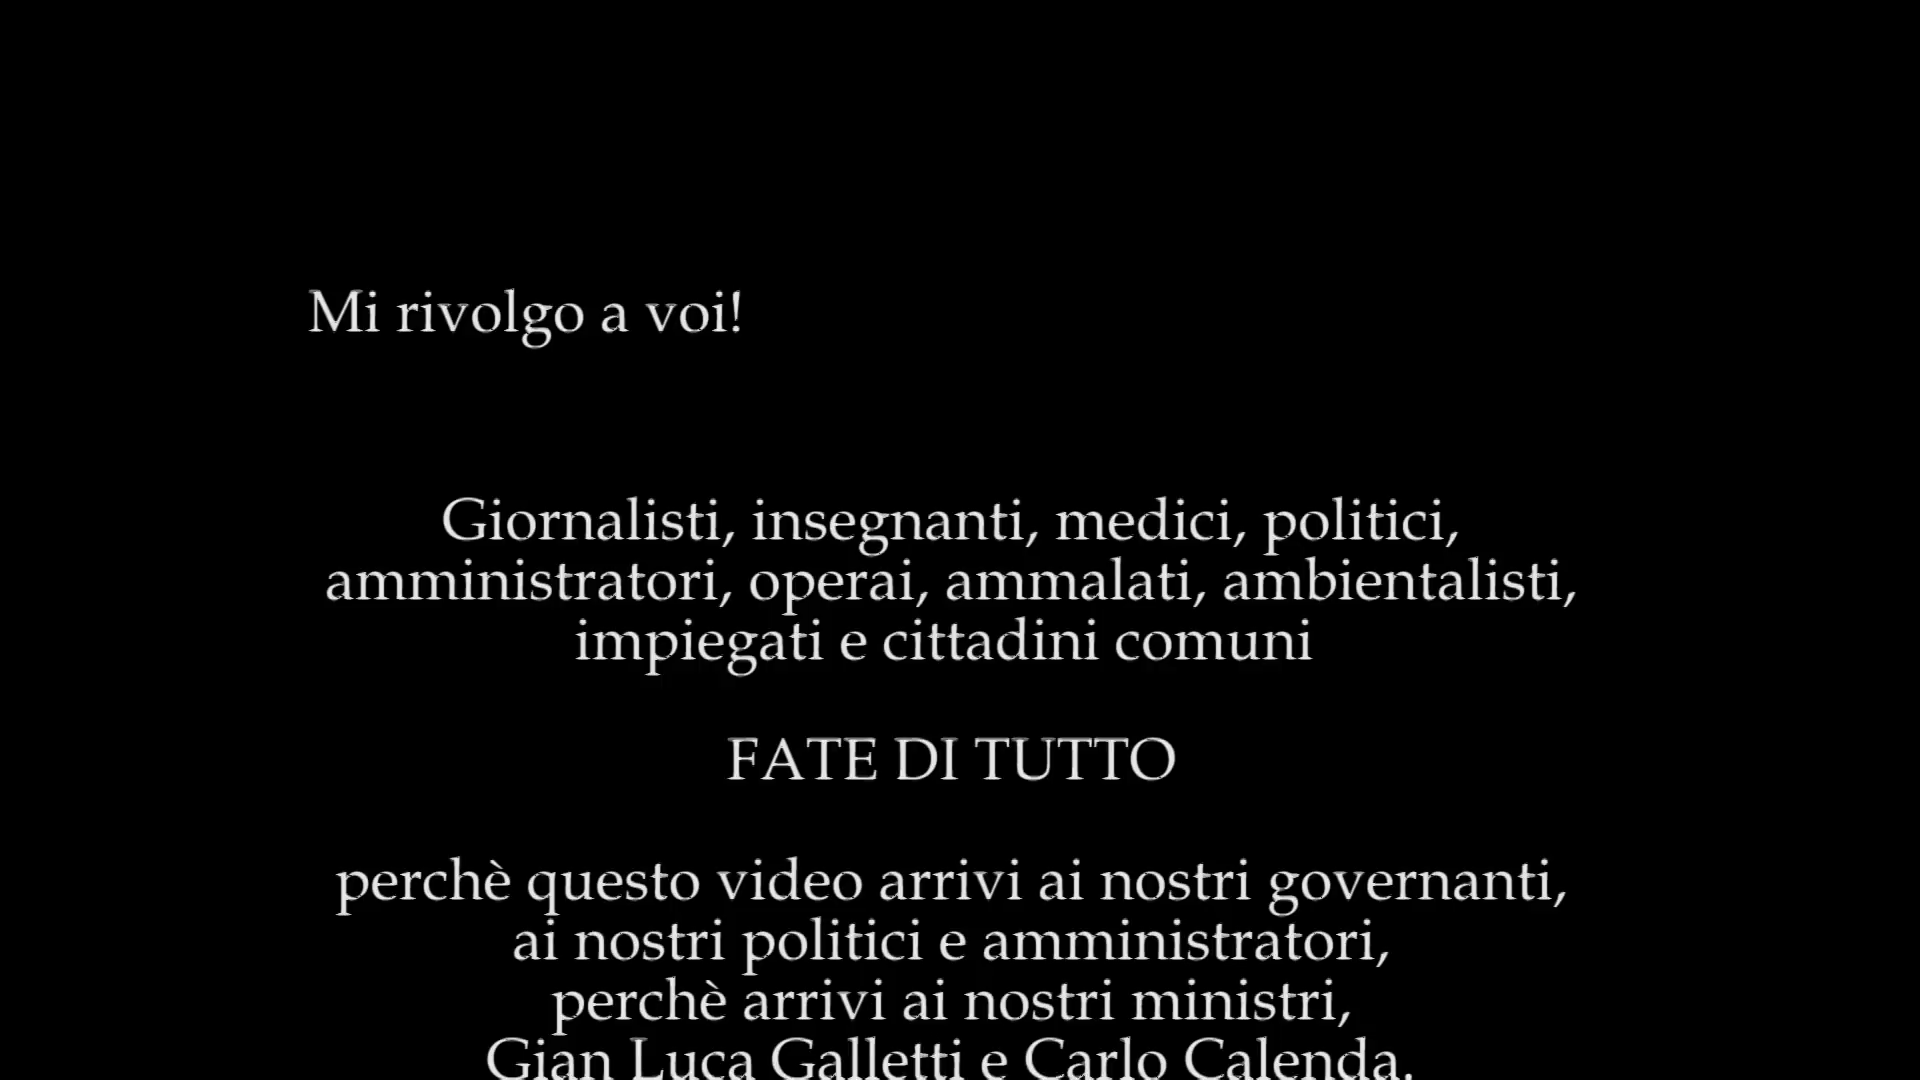 Mi rivolgo a voi!
Giornalisti, insegnanti, medici, politici,
amministratori, operai, ammalati, ambientalisti,
impiegati e cittadini comuni
FATE DI TUTTO
perchè questo video arrivi ai nostri governanti,
ai nostri politici e amministratori,
perchè arrivi ai nostri ministri,
Gian Luca Galletti e Carlo Calenda.